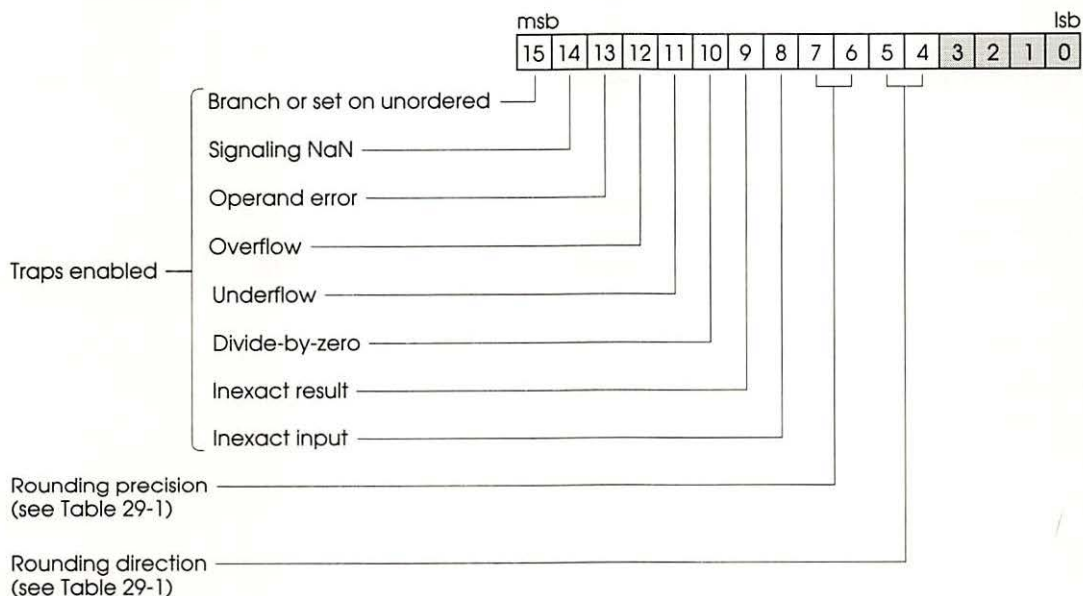 msb lsb
15 14 13 12 11 10 9 8 7 6 5 4 3 2 1 0
Branch or set on unordered
Signaling NaN
Operand error
Overflow
Traps enabled
Underflow
Divide-by-zero
Inexact result
Inexact input
Rounding precision
(see Table 29-1)
Rounding direction
(see Table 29-1)